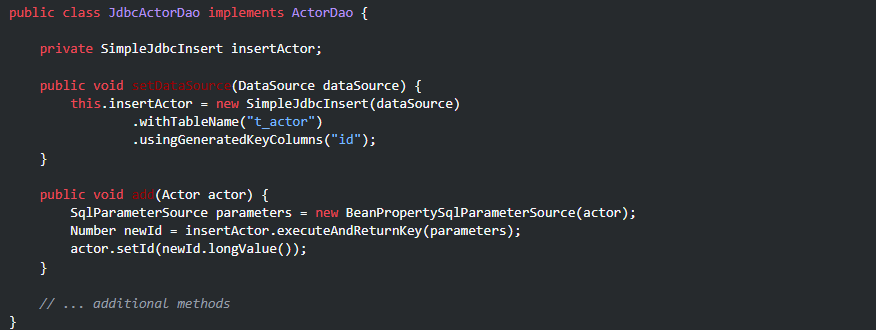 public class JdbcActorDao implements ActorDao {
private SimpleJdbcInsert insertActor;
public void setDataSource(DataSource dataSource) {
this.insertActor = new SimpleJdbcInsert(dataSource)
.withTableName("t_actor")
.usingGeneratedKeyColumns("id");
}
public void add(Actor actor) {
SqlParameterSource parameters = new BeanPropertySqlParameterSource(actor);
Number newId = insertActor.executeAndReturnKey(parameters);
actor.setId(newId.longValue());
}
// ... additional methods
}